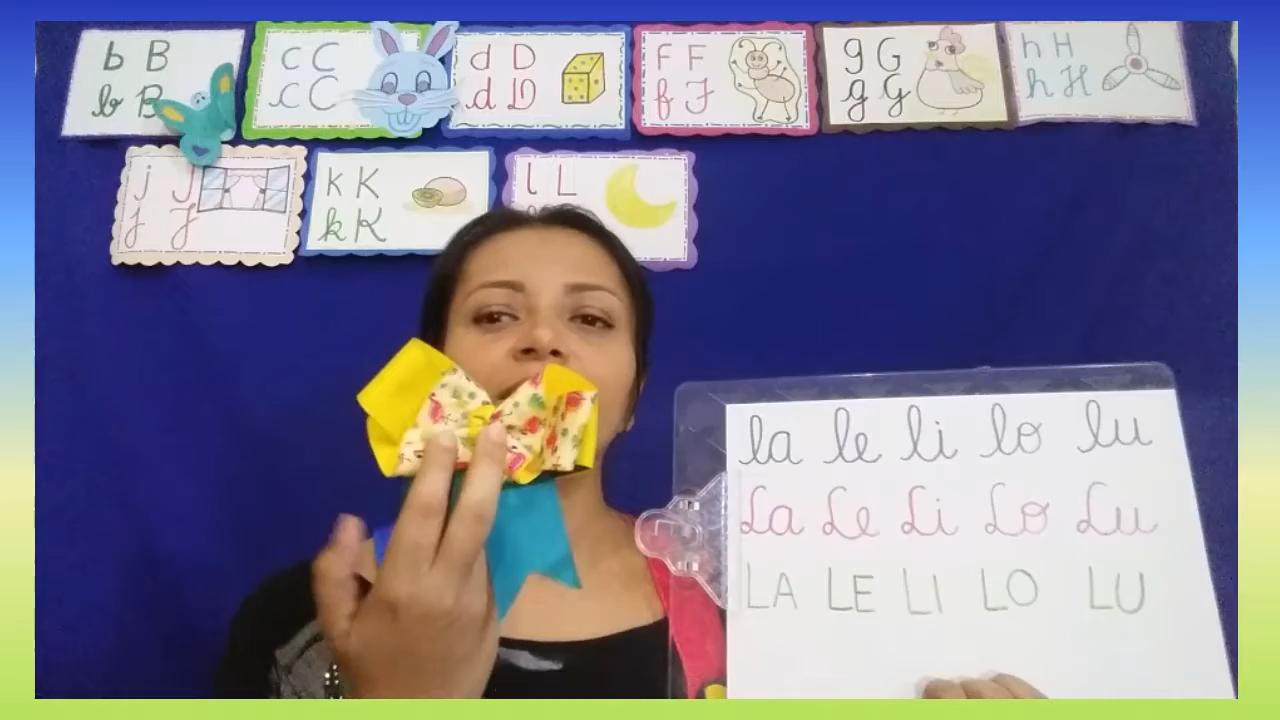 b B
b B
c C
c C
d D
d D
F F
f F
g G
g G
h H
h H
j J
j J
k K
k K
l L
la le li lo lu
La Le Li Lo Lu
LA LE LI LO LU